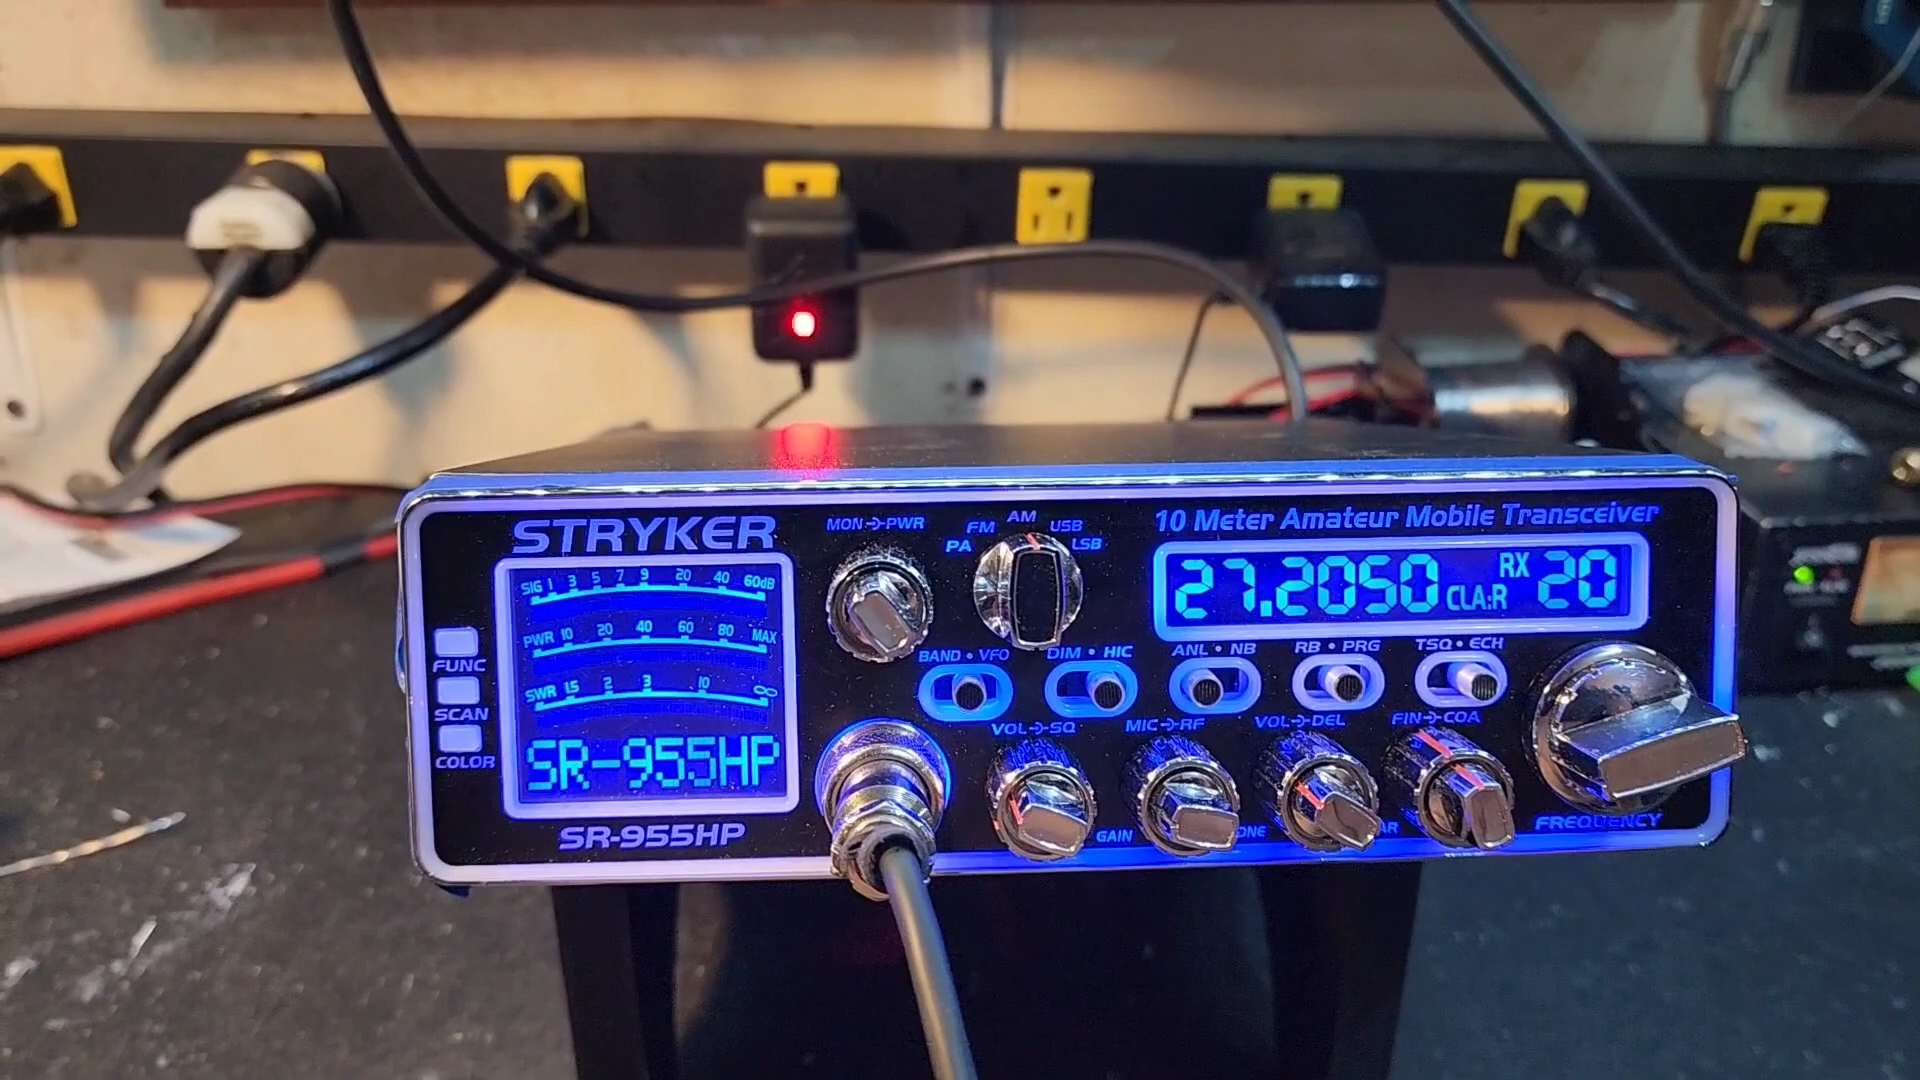 STRYKER
MON PWR
PA FM AM USB LSB
10 Meter Amateur Mobile Transceiver
SIG 1 3 5 7 9 20 40 60dB
PWR 10 20 40 60 80 MAX
SWR 1.5 2 3 10 ∞
SR-955HP
27.2050 CLA:R RX 20
FUNC
SCAN
COLOR
BAND • VFO DIM • HIC ANL • NB RB • PRG TSQ • ECH
VOL SQ MIC RF VOL DEL FIN COA
GAIN
FREQUENCY
SR-955HP